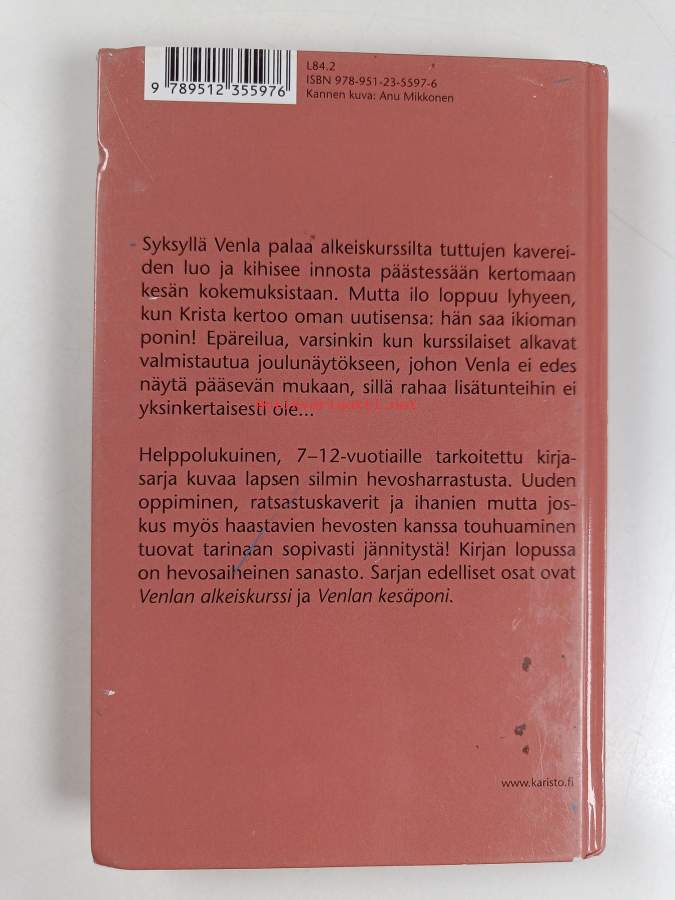 L84.2
ISBN 978-951-23-5597-6
Kannen kuva: Anu Mikkonen
9 789512 355976
Syksyllä Venla palaa alkeiskurssilta tuttujen kaverei-
den luo ja kihisee innosta päästessään kertomaan
kesän kokemuksistaan. Mutta ilo loppuu lyhyeen,
kun Krista kertoo oman uutisensa: hän saa ikioman
ponin! Epäreilua, varsinkin kun kurssilaiset alkavat
valmistautua joulunäytökseen, johon Venla ei edes
näytä pääsevän mukaan, sillä rahaa lisätunteihin ei
yksinkertaisesti ole...
Helppolukuinen, 7–12-vuotiaille tarkoitettu kirja-
sarja kuvaa lapsen silmin hevosharrastusta. Uuden
oppiminen, ratsastuskaverit ja ihanien mutta jos-
kus myös haastavien hevosten kanssa touhuaminen
tuovat tarinaan sopivasti jännitystä! Kirjan lopussa
on hevosaiheinen sanasto. Sarjan edelliset osat ovat
Venlan alkeiskurssi ja Venlan kesäponi.
www.karisto.fi